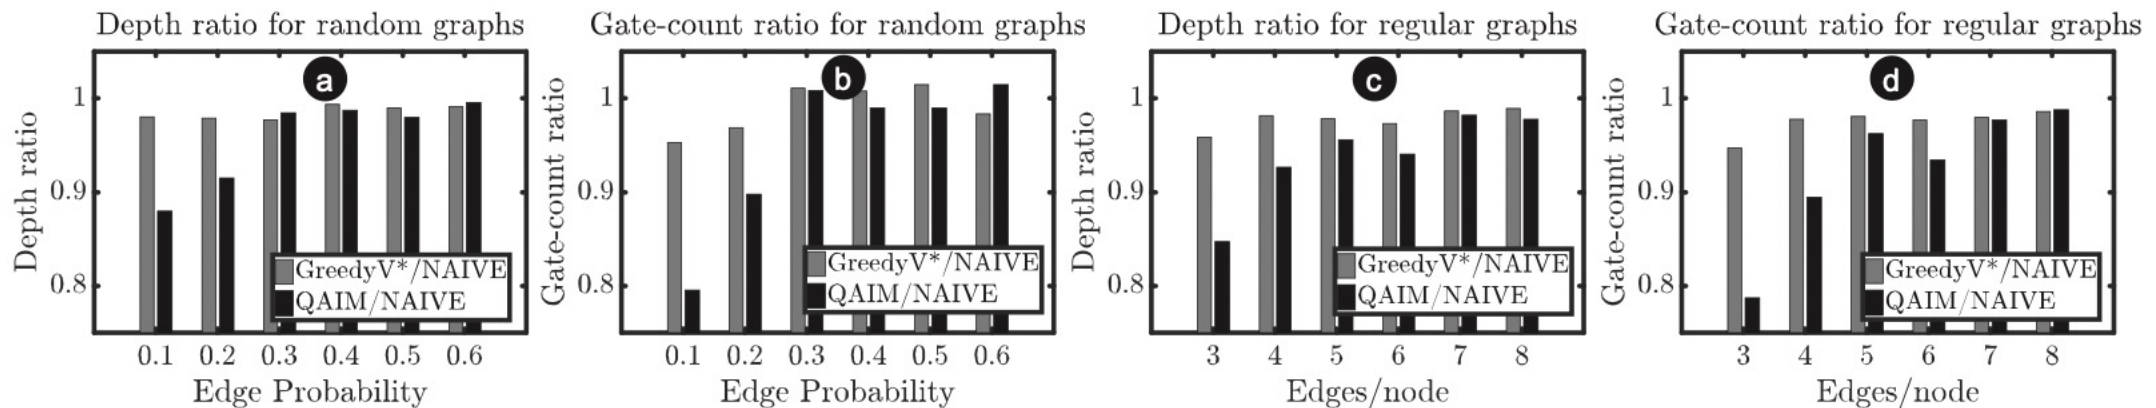 Depth ratio for random graphs
a
Depth ratio
1
0.9
0.8
GreedyV*/NAIVE
QAIM/NAIVE
0.1 0.2 0.3 0.4 0.5 0.6
Edge Probability
Gate-count ratio for random graphs
b
Gate-count ratio
1
0.9
0.8
GreedyV*/NAIVE
QAIM/NAIVE
0.1 0.2 0.3 0.4 0.5 0.6
Edge Probability
Depth ratio for regular graphs
c
Depth ratio
1
0.9
0.8
GreedyV*/NAIVE
QAIM/NAIVE
3 4 5 6 7 8
Edges/node
Gate-count ratio for regular graphs
d
Gate-count ratio
1
0.9
0.8
GreedyV*/NAIVE
QAIM/NAIVE
3 4 5 6 7 8
Edges/node